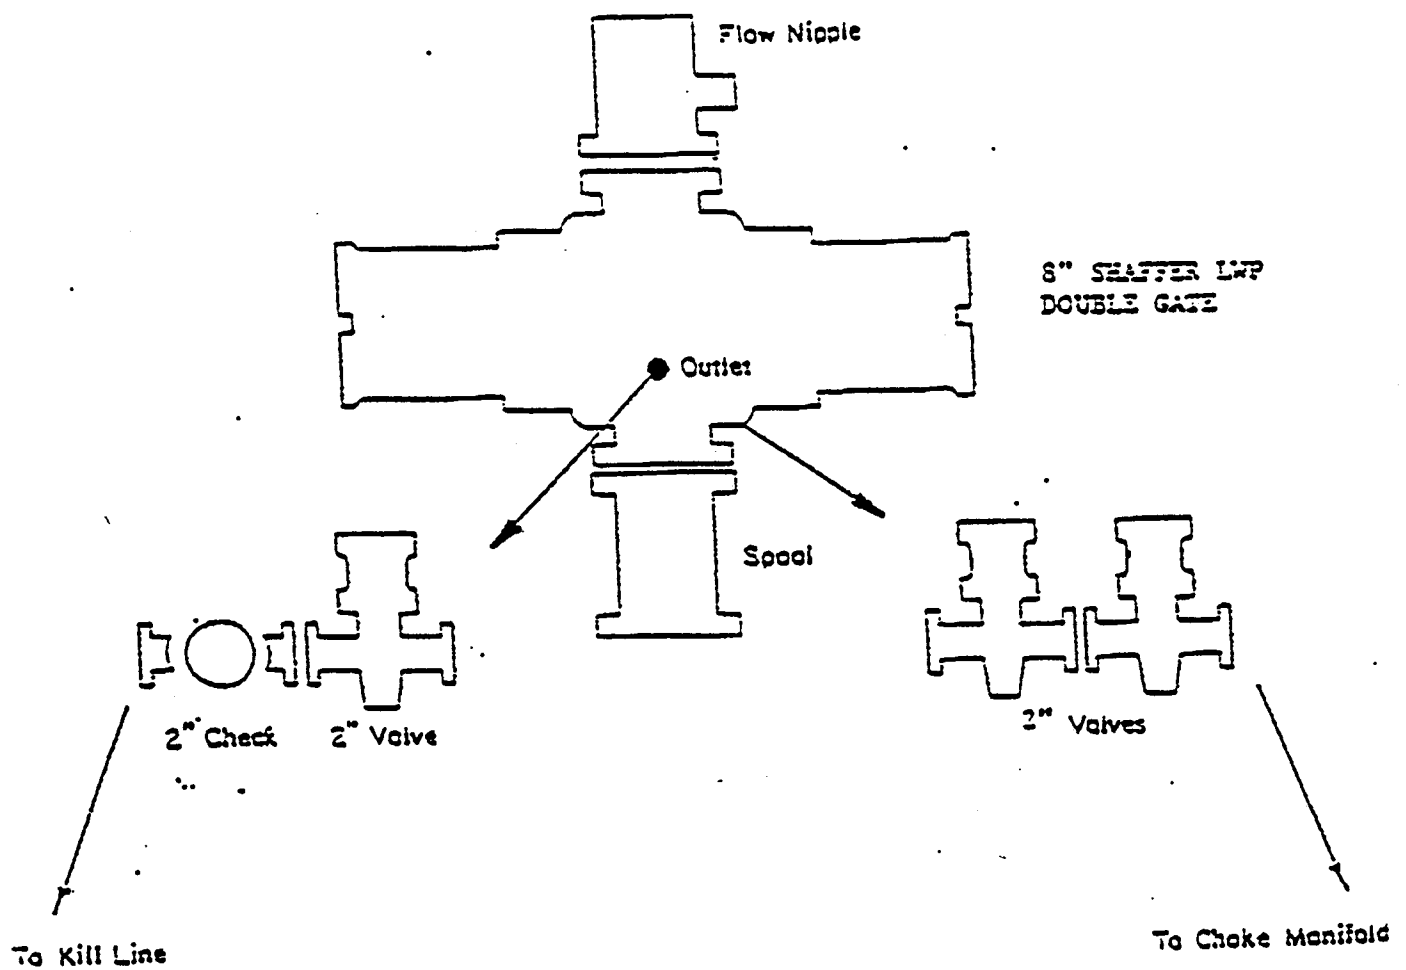 Flow Nipple
8" SHAFFER LWP
DOUBLE GATE
Outlet
Spool
2" Check
2" Valve
2" Valves
To Kill Line
To Choke Manifold